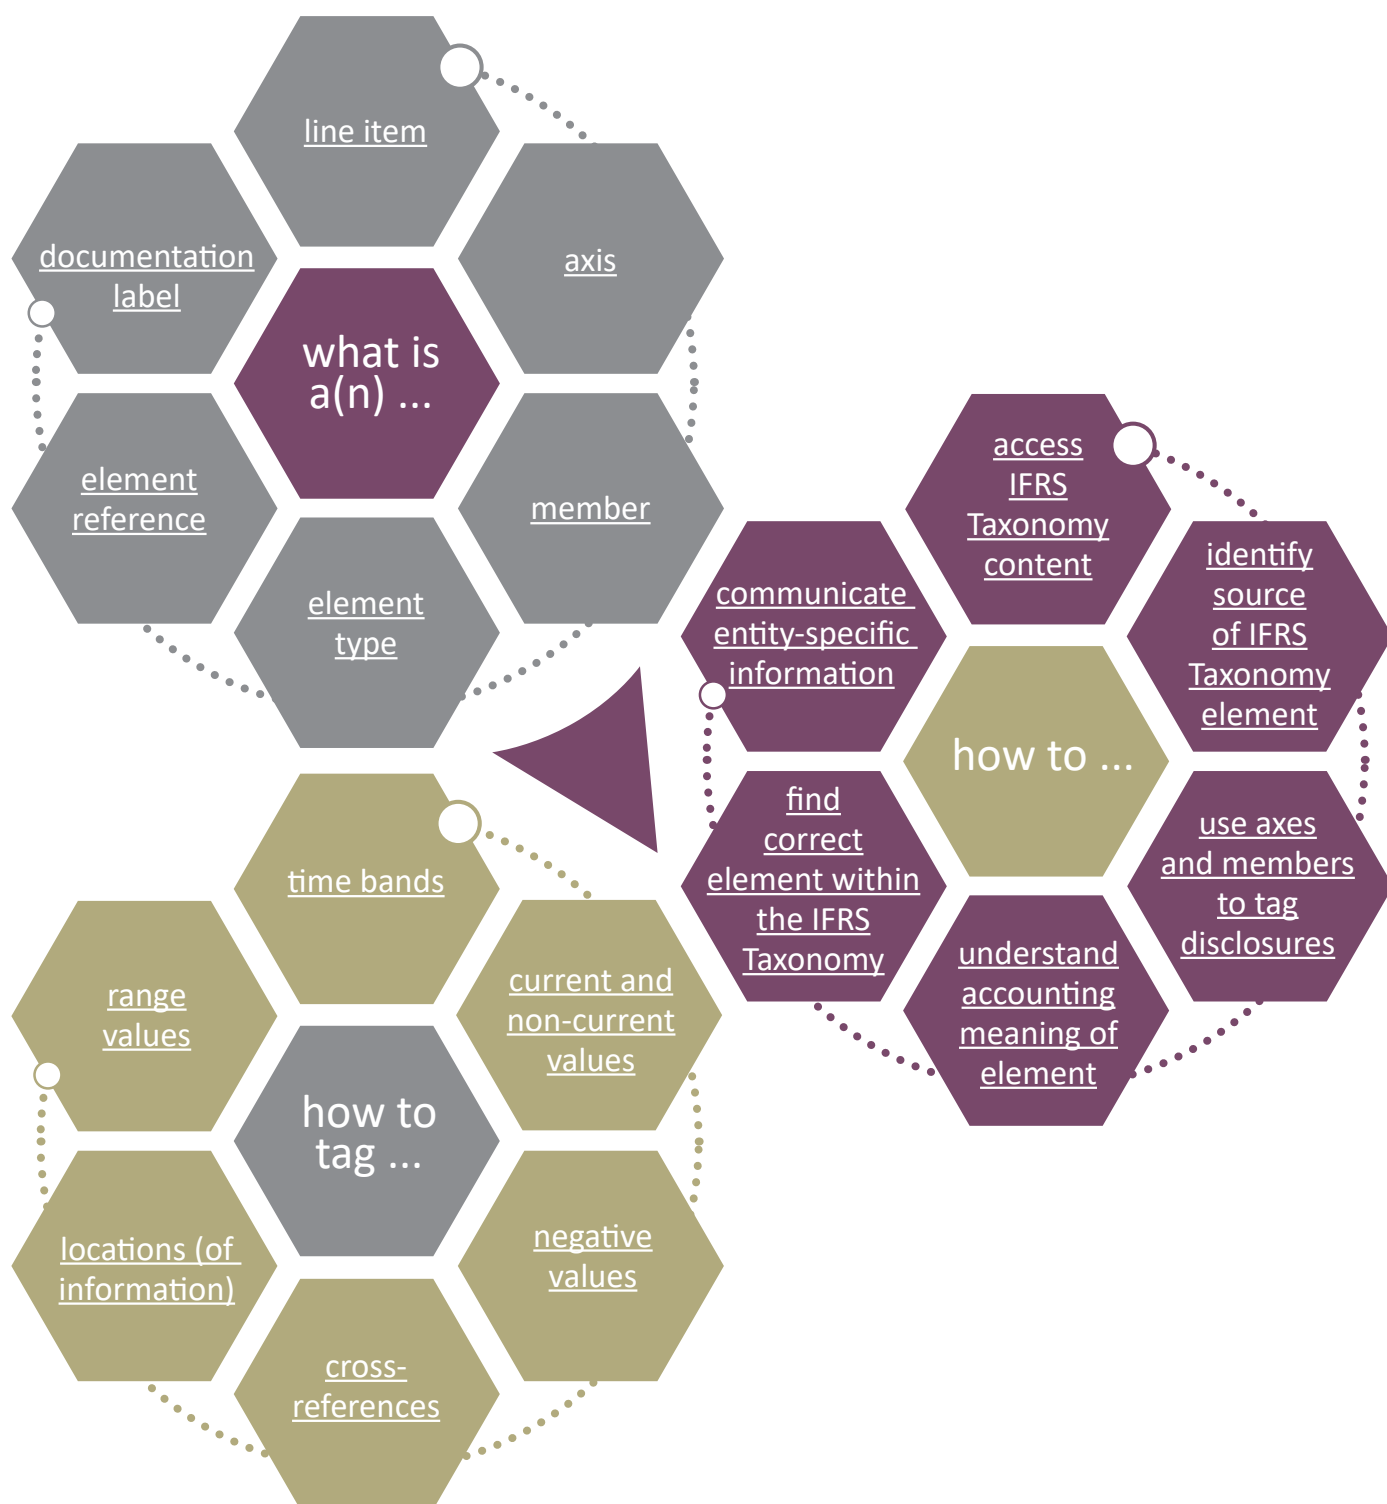 what is
a(n) ...
line item
axis
member
element
type
element
reference
documentation
label
how to ...
access
IFRS
Taxonomy
content
identify
source
of IFRS
Taxonomy
element
use axes
and members
to tag
disclosures
understand
accounting
meaning of
element
find
correct
element within
the IFRS
Taxonomy
communicate
entity-specific
information
how to
tag ...
time bands
current and
non-current
values
negative
values
cross-
references
locations (of
information)
range
values